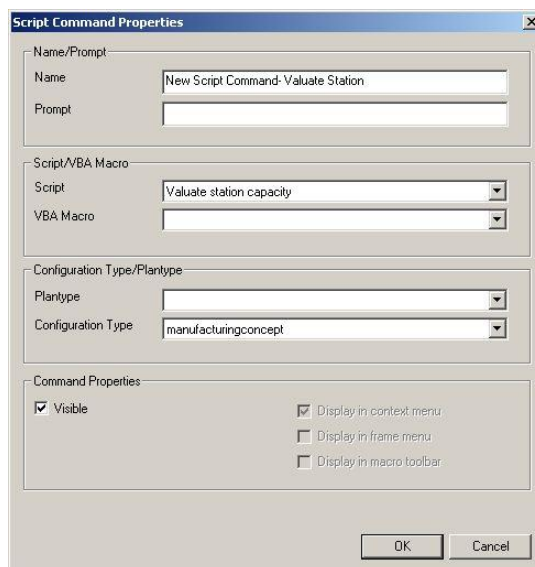 Script Command Properties
Name/Prompt
Name New Script Command- Valuate Station
Prompt
Script/VBA Macro
Script Valuate station capacity
VBA Macro
Configuration Type/Plantype
Plantype
Configuration Type manufacturingconcept
Command Properties
Visible Display in context menu
Display in frame menu
Display in macro toolbar
OK Cancel